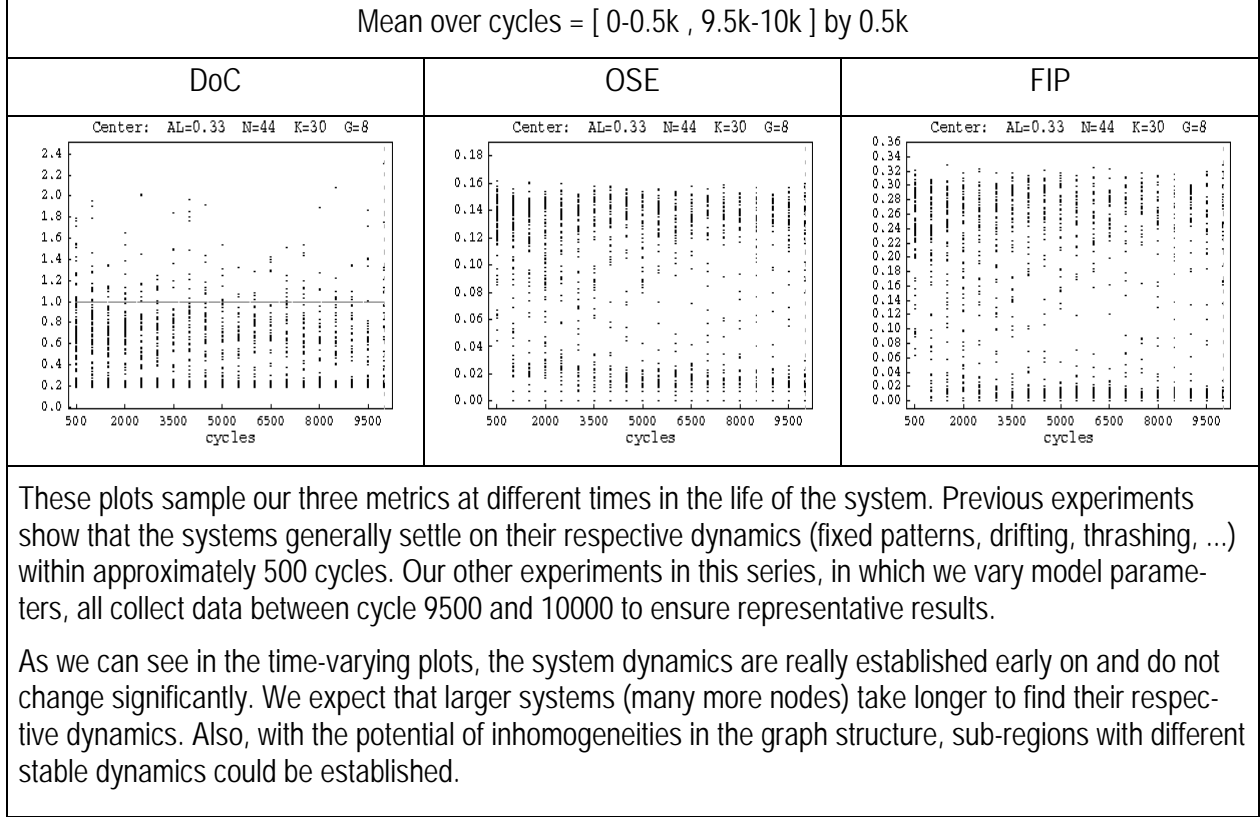 Mean over cycles = [ 0-0.5k , 9.5k-10k ] by 0.5k
DoC
OSE
FIP
Center: AL=0.33 N=44 K=30 G=8
2.4
2.2
2.0
1.8
1.6
1.4
1.2
1.0
0.8
0.6
0.4
0.2
0.0
500 2000 3500 5000 6500 8000 9500
cycles
Center: AL=0.33 N=44 K=30 G=8
0.18
0.16
0.14
0.12
0.10
0.08
0.06
0.04
0.02
0.00
500 2000 3500 5000 6500 8000 9500
cycles
Center: AL=0.33 N=44 K=30 G=8
0.36
0.34
0.32
0.30
0.28
0.26
0.24
0.22
0.20
0.18
0.16
0.14
0.12
0.10
0.08
0.06
0.04
0.02
0.00
500 2000 3500 5000 6500 8000 9500
cycles
These plots sample our three metrics at different times in the life of the system. Previous experiments
show that the systems generally settle on their respective dynamics (fixed patterns, drifting, thrashing, ...)
within approximately 500 cycles. Our other experiments in this series, in which we vary model parame-
ters, all collect data between cycle 9500 and 10000 to ensure representative results.
As we can see in the time-varying plots, the system dynamics are really established early on and do not
change significantly. We expect that larger systems (many more nodes) take longer to find their respec-
tive dynamics. Also, with the potential of inhomogeneities in the graph structure, sub-regions with different
stable dynamics could be established.